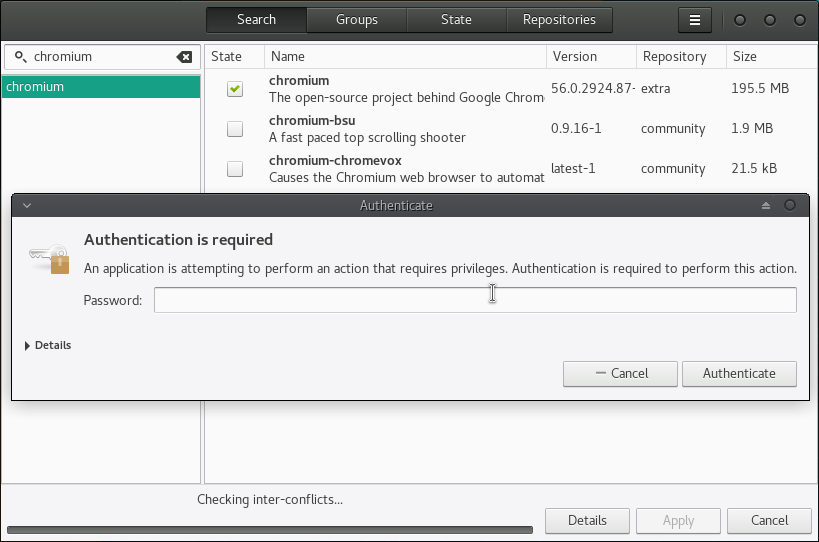 Search Groups State Repositories
chromium State Name Version Repository Size
chromium
chromium 56.0.2924.87- extra 195.5 MB
The open-source project behind Google Chrom
chromium-bsu 0.9.16-1 community 1.9 MB
A fast paced top scrolling shooter
chromium-chromevox latest-1 community 21.5 kB
Causes the Chromium web browser to automat
Authenticate
Authentication is required
An application is attempting to perform an action that requires privileges. Authentication is required to perform this action.
Password:
Details
Cancel Authenticate
Checking inter-conflicts...
Details Apply Cancel